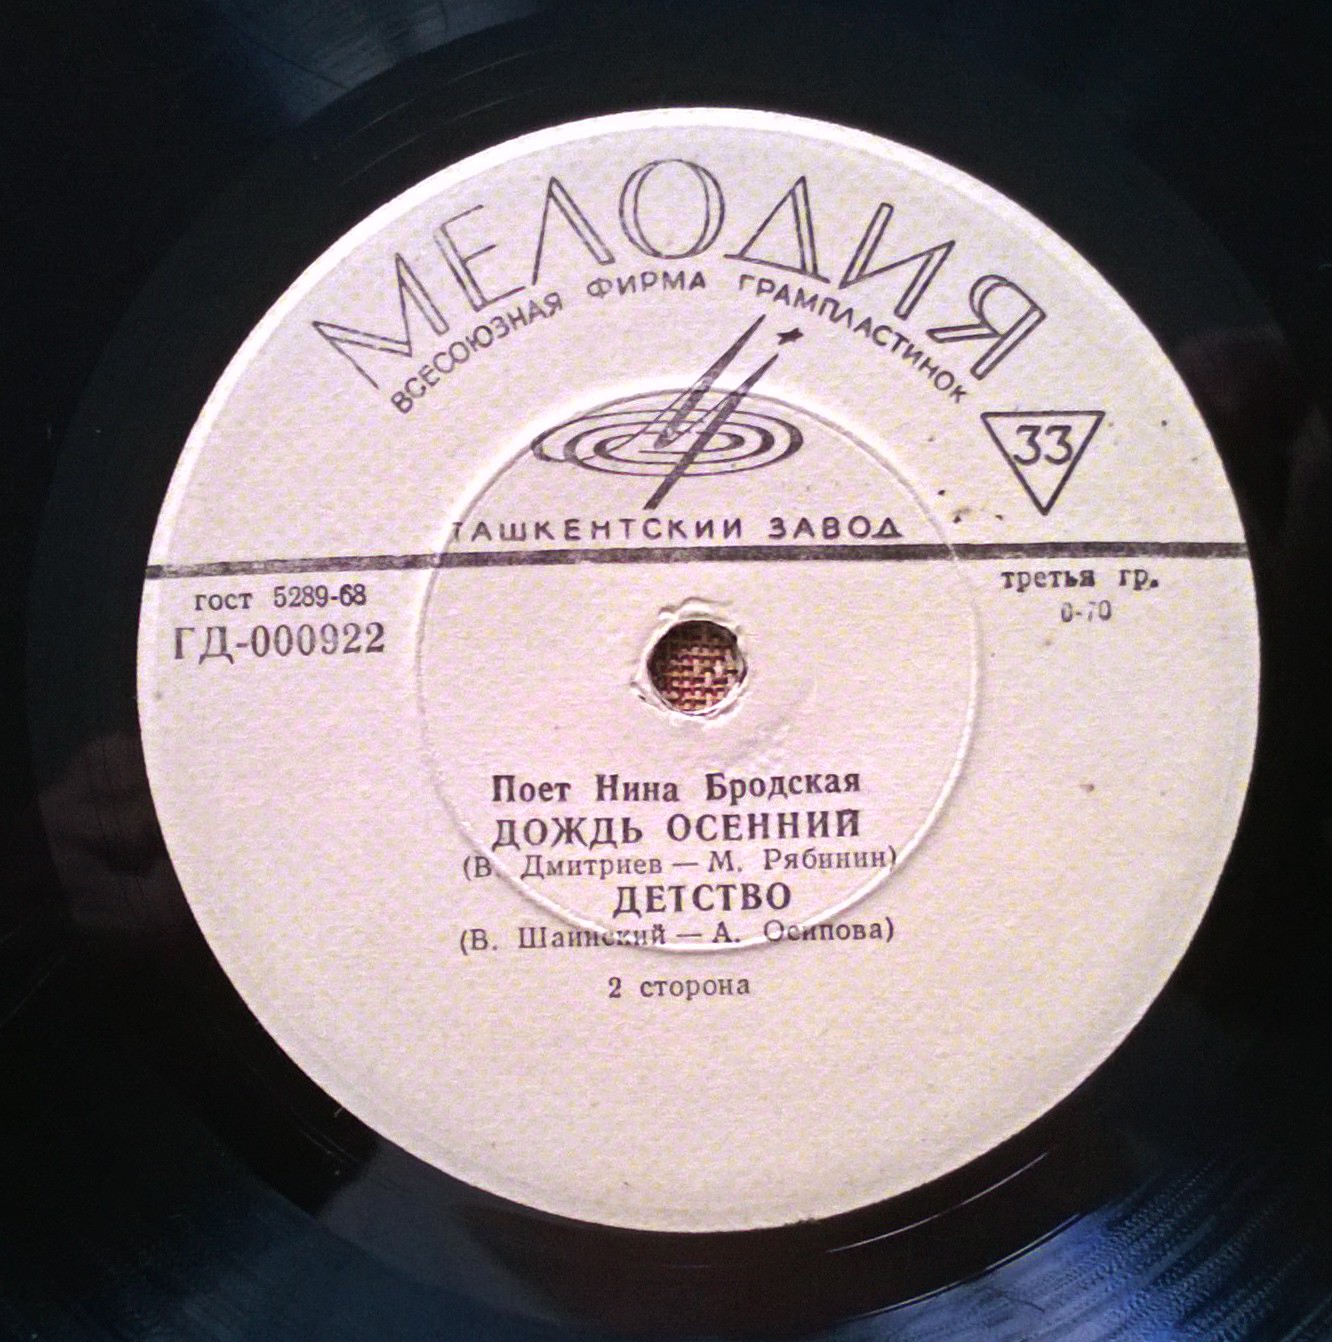 МЕЛОДИЯ
ВСЕСОЮЗНАЯ ФИРМА ГРАМПЛАСТИНОК
33
ТАШКЕНТСКИЙ ЗАВОД
гост 5289-68
третья гр.
ГД-000922
0-70
Поет Нина Бродская
ДОЖДЬ ОСЕННИЙ
(В. Дмитриев — М. Рябинин)
ДЕТСТВО
(В. Шаинский — А. Осипова)
2 сторона